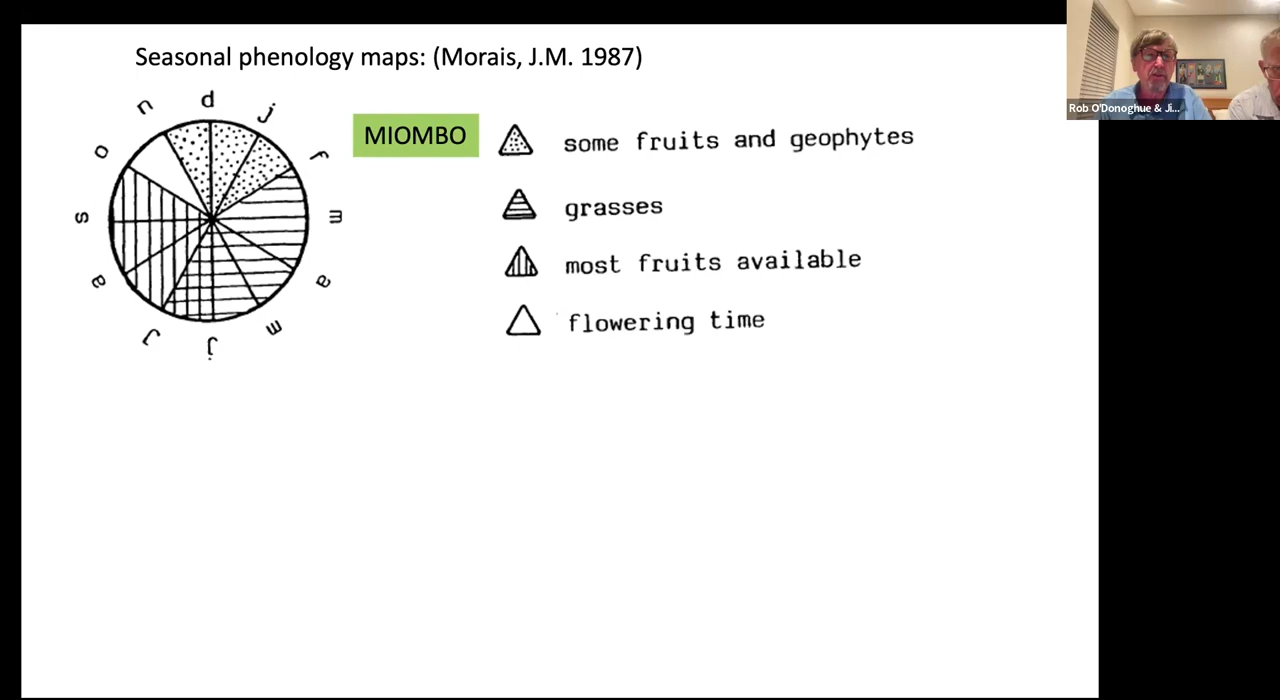 Seasonal phenology maps: (Morais, J.M. 1987)
n
d
j
f
m
a
m
j
J
a
s
o
MIOMBO
some fruits and geophytes
grasses
most fruits available
flowering time
Rob O'Donoghue & Ji...